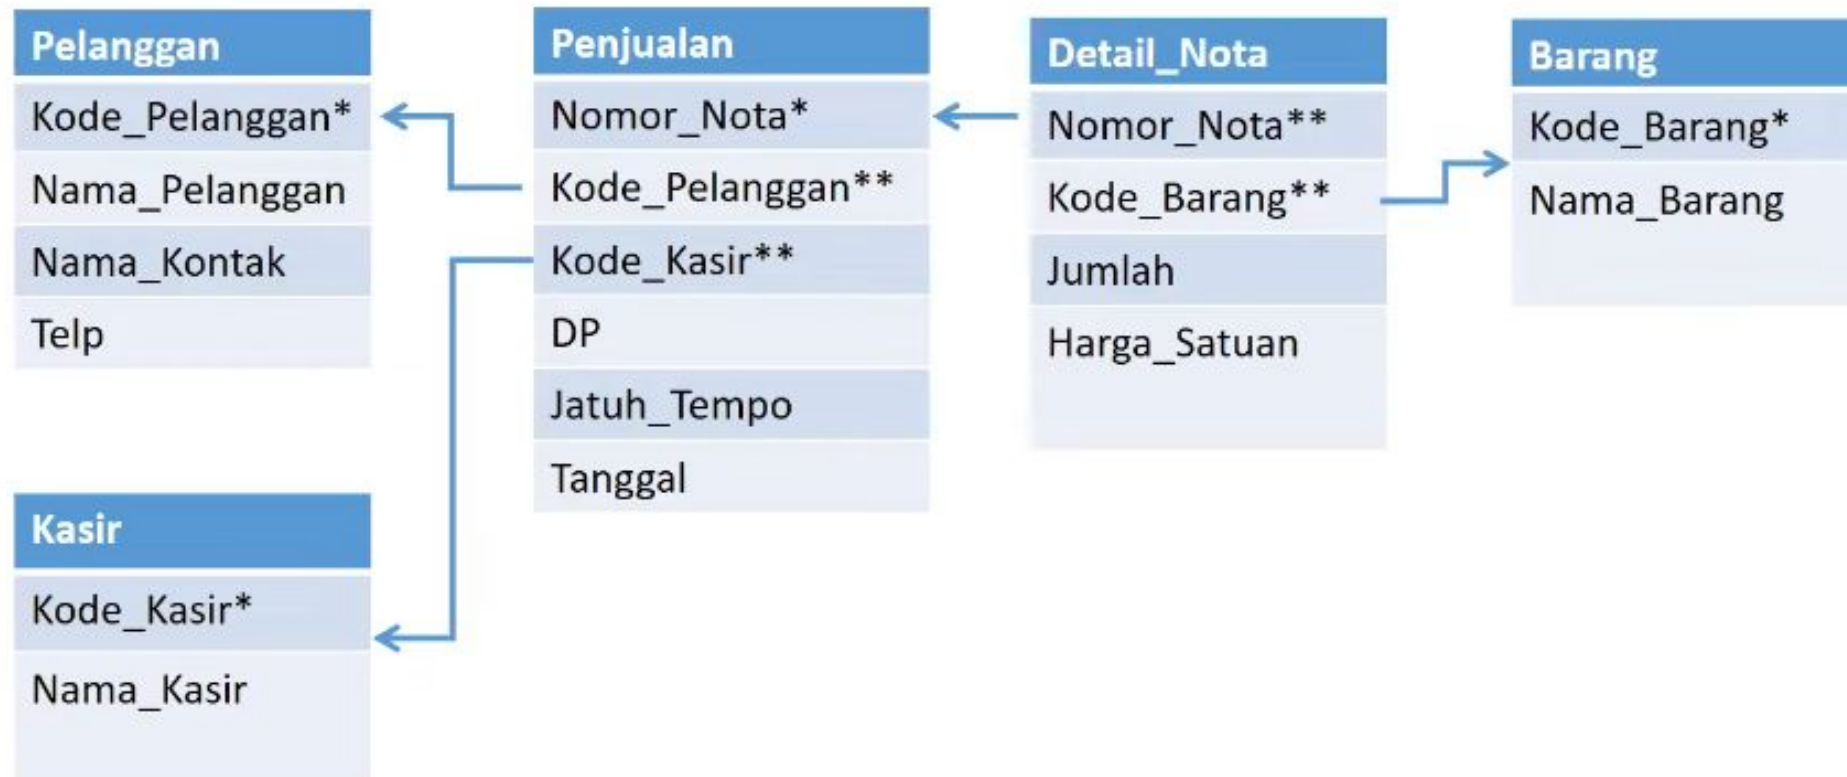 Pelanggan
Kode_Pelanggan*
Nama_Pelanggan
Nama_Kontak
Telp
Penjualan
Nomor_Nota*
Kode_Pelanggan**
Kode_Kasir**
DP
Jatuh_Tempo
Tanggal
Detail_Nota
Nomor_Nota**
Kode_Barang**
Jumlah
Harga_Satuan
Barang
Kode_Barang*
Nama_Barang
Kasir
Kode_Kasir*
Nama_Kasir